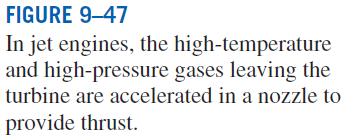 FIGURE 9–47
In jet engines, the high-temperature
and high-pressure gases leaving the
turbine are accelerated in a nozzle to
provide thrust.